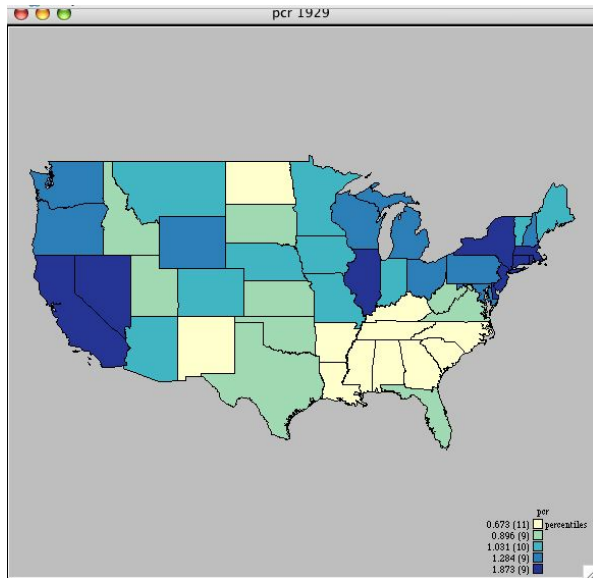 pcr 1929
pcr
0.673 (11) percentiles
0.896 (9)
1.031 (10)
1.284 (9)
1.873 (9)